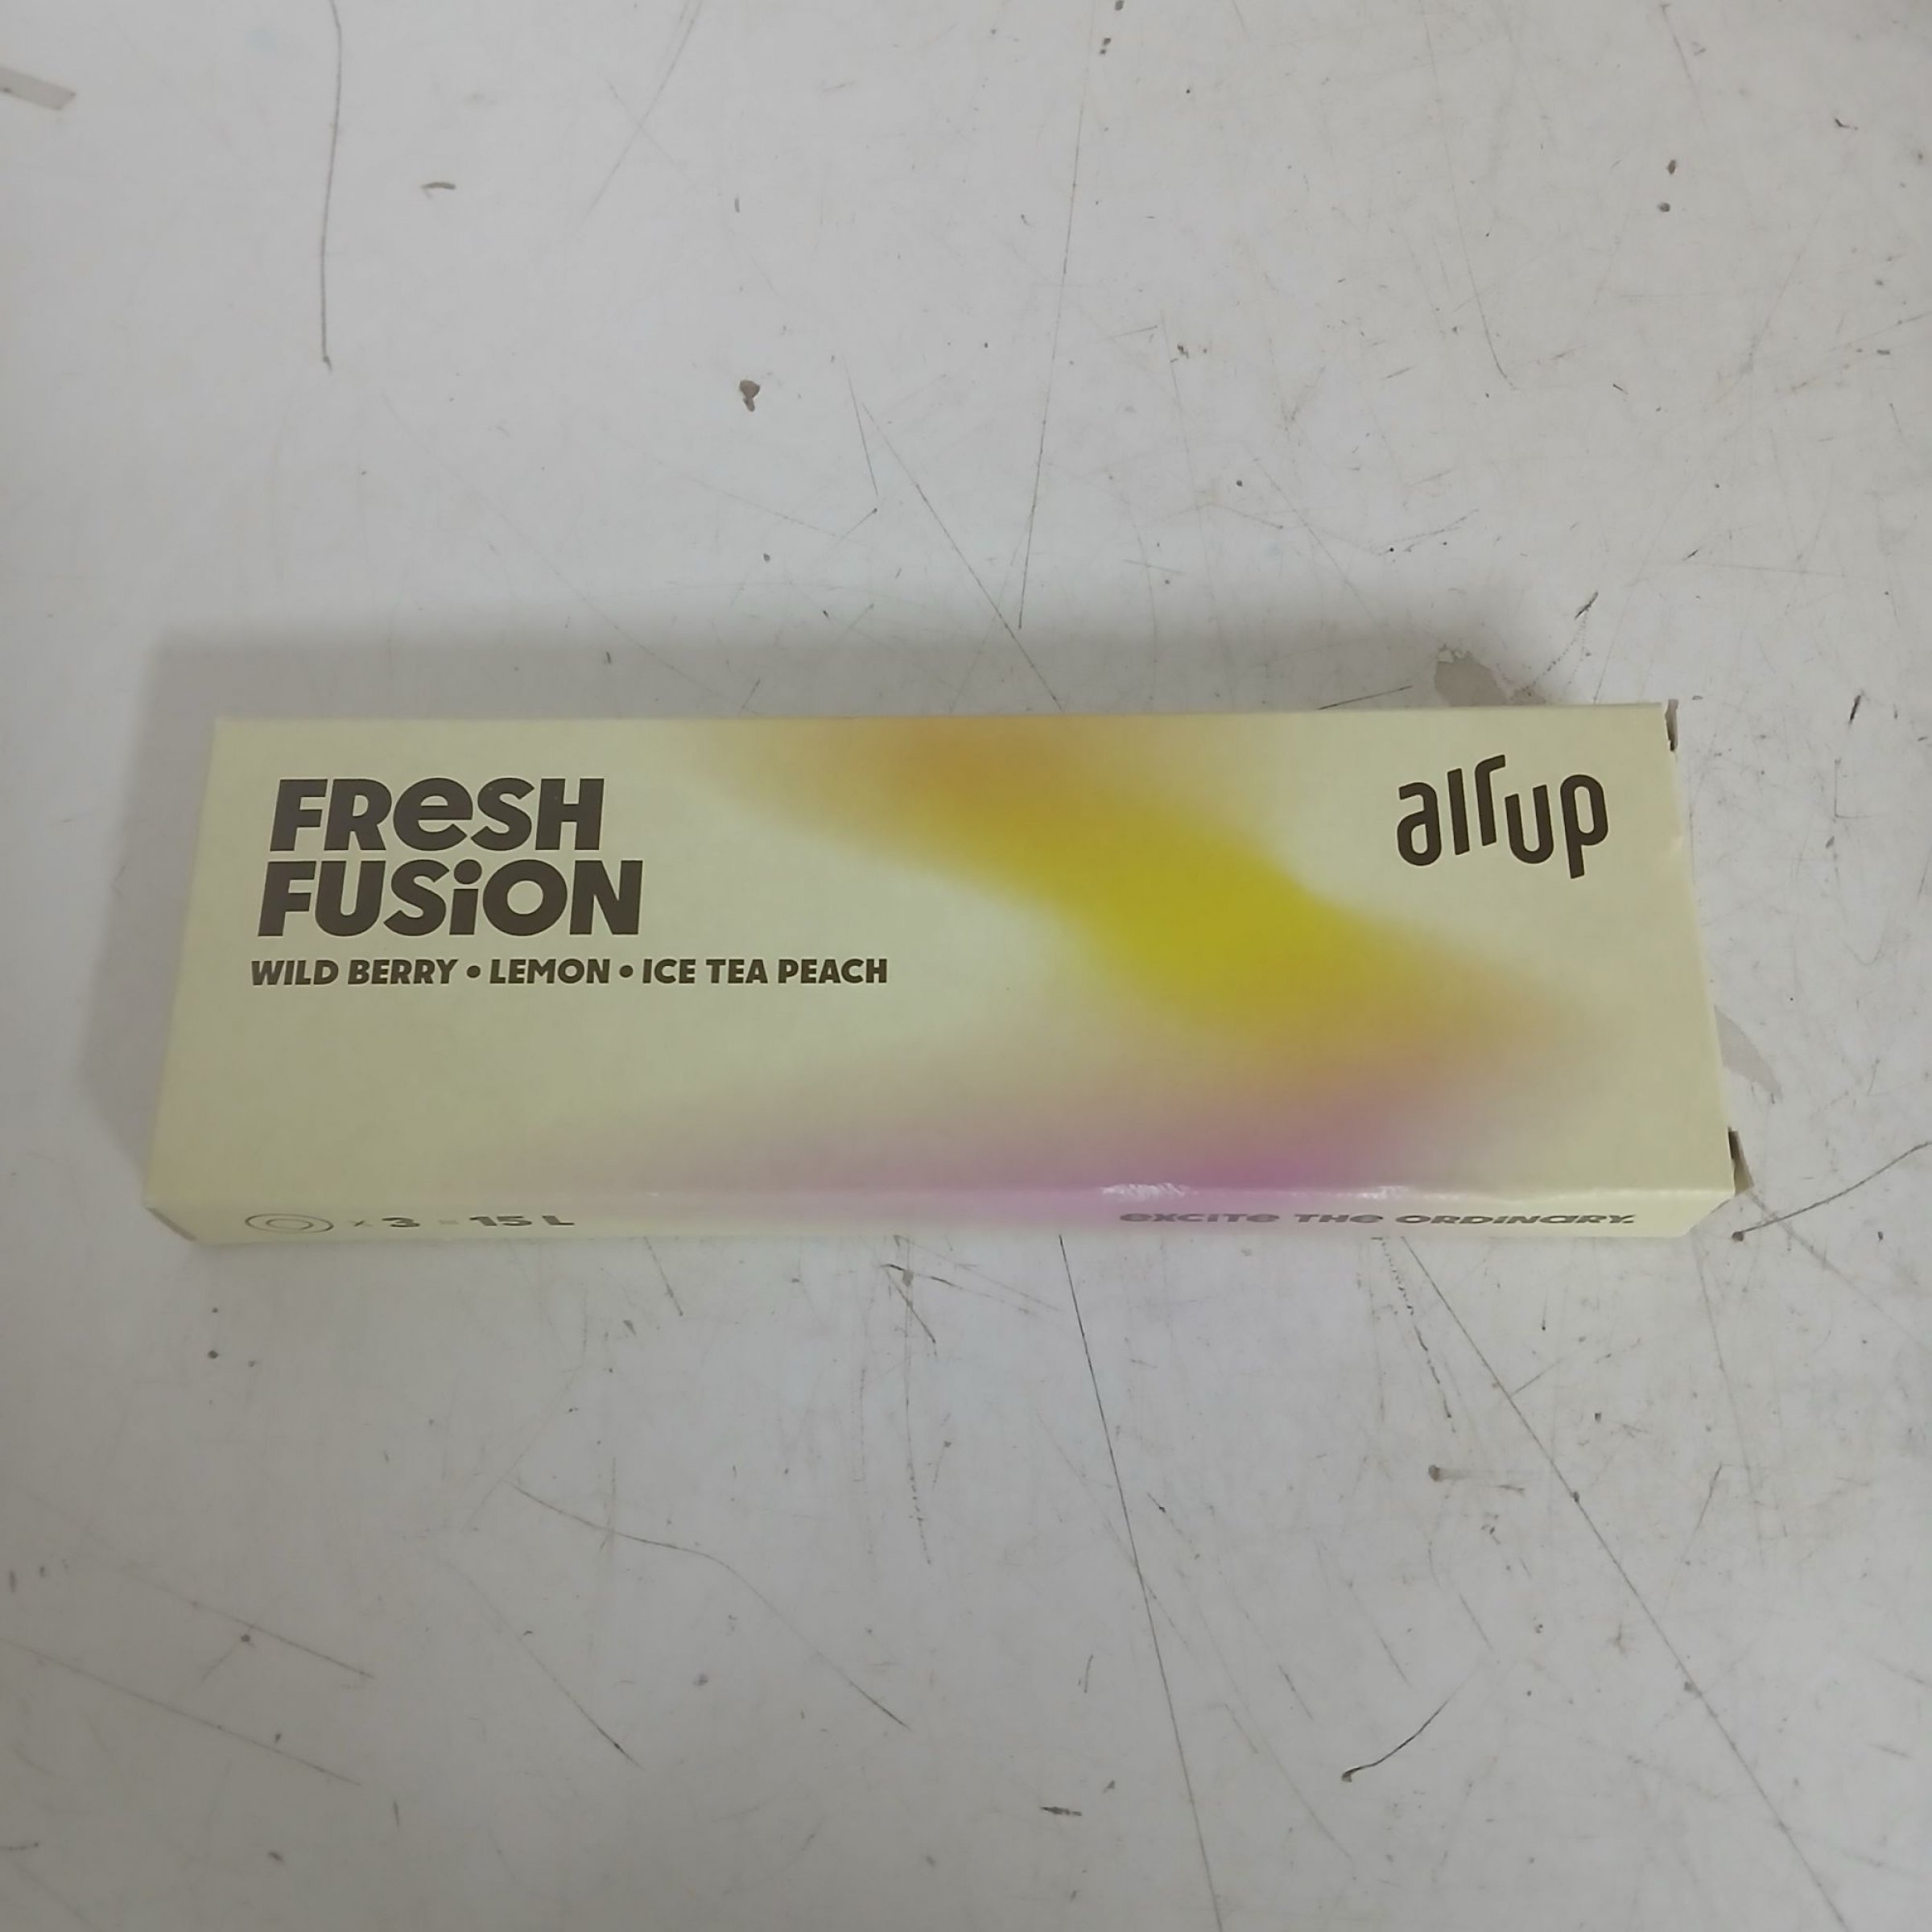 FReSH
FUSiON
WILD BERRY • LEMON • ICE TEA PEACH
airup
x 3 = 15 L
eXCITe THe ORDiNARY.